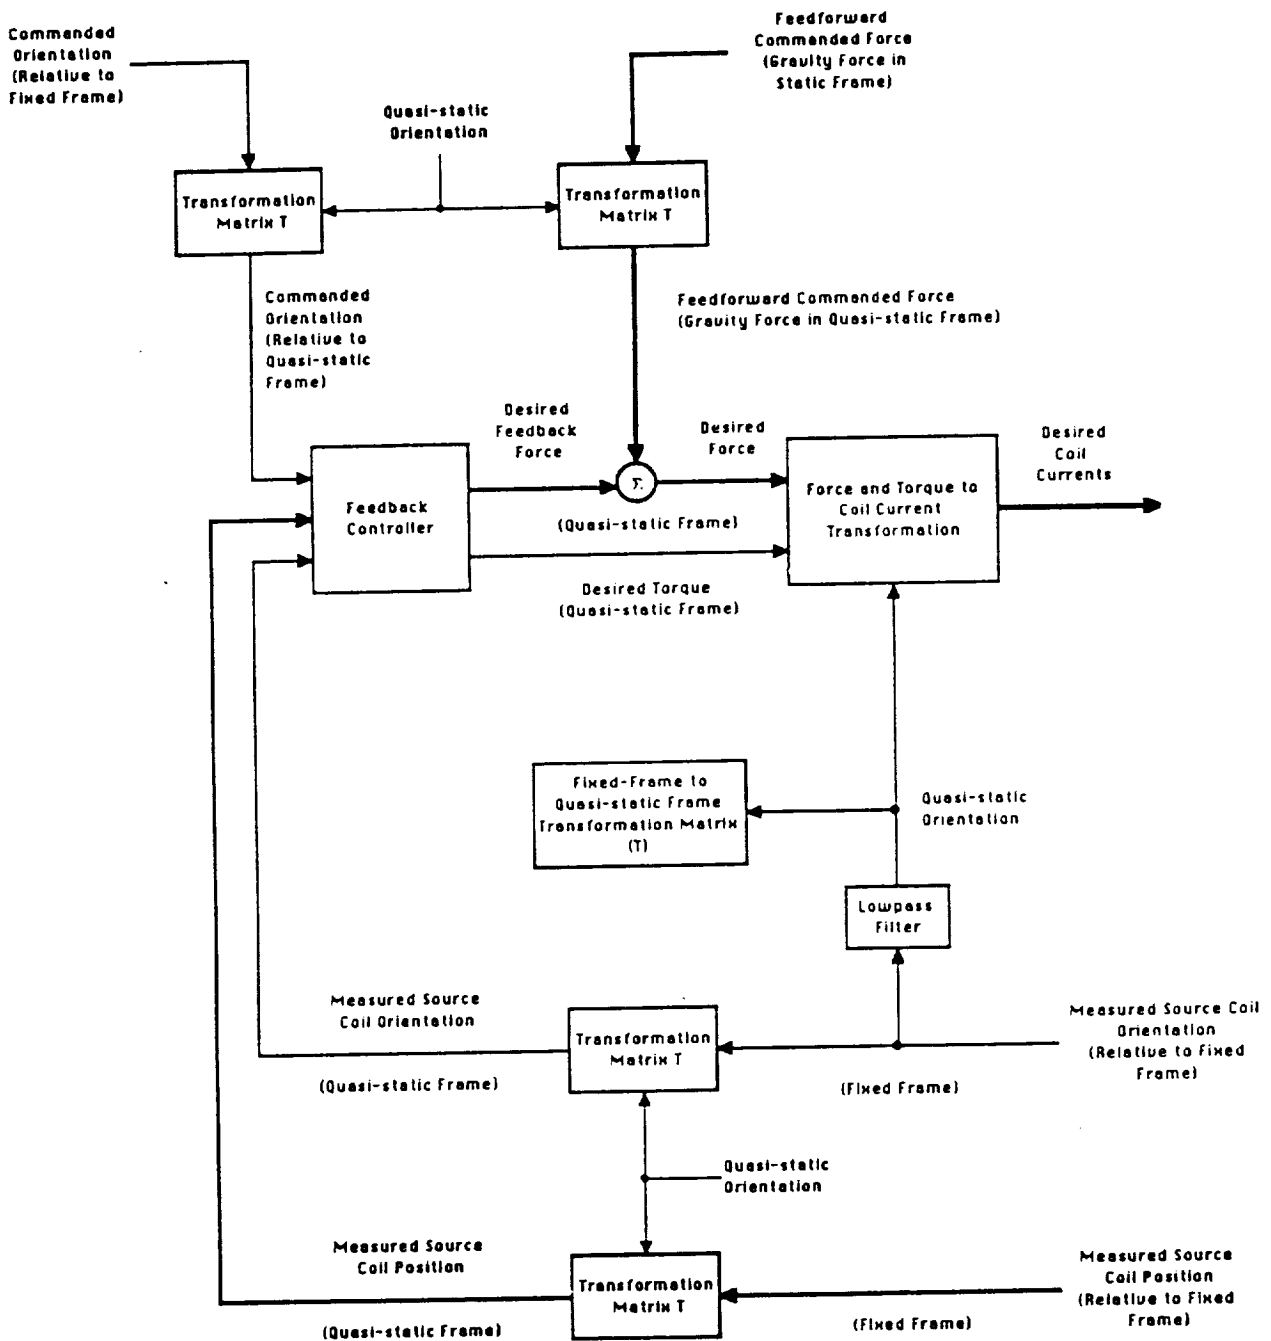 Commanded
Orientation
(Relative to
Fixed Frame)
Feedforward
Commanded Force
(Gravity Force in
Static Frame)
Quasi-static
Orientation
Transformation
Matrix T
Transformation
Matrix T
Commanded
Orientation
(Relative to
Quasi-static
Frame)
Feedforward Commanded Force
(Gravity Force in Quasi-static Frame)
Desired
Feedback
Force
Desired
Force
Desired
Coil
Currents
Feedback
Controller
Σ
Force and Torque to
Coil Current
Transformation
(Quasi-static Frame)
Desired Torque
(Quasi-static Frame)
Fixed-Frame to
Quasi-static Frame
Transformation Matrix
(T)
Quasi-static
Orientation
Lowpass
Filter
Measured Source
Coil Orientation
(Quasi-static Frame)
Transformation
Matrix T
(Fixed Frame)
Measured Source Coil
Orientation
(Relative to Fixed
Frame)
Quasi-static
Orientation
Measured Source
Coil Position
(Quasi-static Frame)
Transformation
Matrix T
(Fixed Frame)
Measured Source
Coil Position
(Relative to Fixed
Frame)